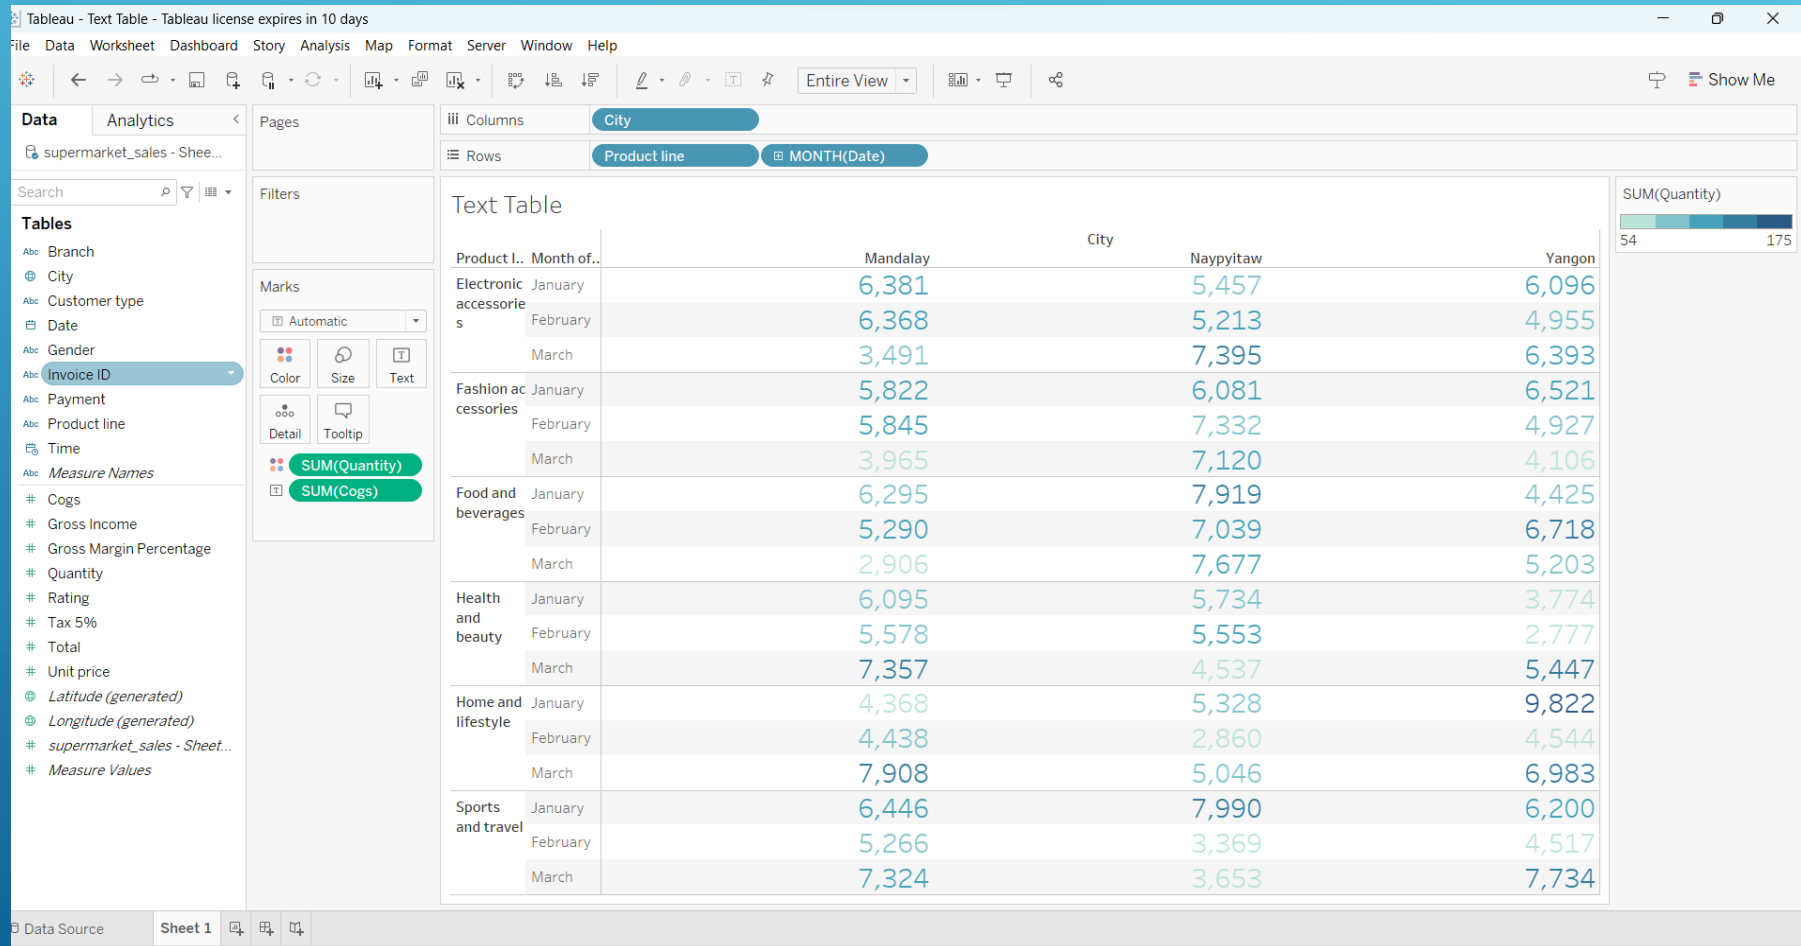 Tableau - Text Table - Tableau license expires in 10 days
File Data Worksheet Dashboard Story Analysis Map Format Server Window Help
Entire View
Show Me
Data Analytics
supermarket_sales - Shee...
Search
Tables
Abc Branch
City
Abc Customer type
Date
Abc Gender
Abc Invoice ID
Abc Payment
Abc Product line
Time
Abc Measure Names
# Cogs
# Gross Income
# Gross Margin Percentage
# Quantity
# Rating
# Tax 5%
# Total
# Unit price
Latitude (generated)
Longitude (generated)
# supermarket_sales - Sheet...
# Measure Values
Pages
Filters
Marks
T Automatic
Color Size T Text
Detail Tooltip
SUM(Quantity)
T SUM(Cogs)
iii Columns City
Rows Product line MONTH(Date)
Text Table
City
Product l.. Month of.. Mandalay Naypyitaw Yangon
Electronic accessories January 6,381 5,457 6,096
February 6,368 5,213 4,955
March 3,491 7,395 6,393
Fashion accessories January 5,822 6,081 6,521
February 5,845 7,332 4,927
March 3,965 7,120 4,106
Food and beverages January 6,295 7,919 4,425
February 5,290 7,039 6,718
March 2,906 7,677 5,203
Health and beauty January 6,095 5,734 3,774
February 5,578 5,553 2,777
March 7,357 4,537 5,447
Home and lifestyle January 4,368 5,328 9,822
February 4,438 2,860 4,544
March 7,908 5,046 6,983
Sports and travel January 6,446 7,990 6,200
February 5,266 3,369 4,517
March 7,324 3,653 7,734
SUM(Quantity)
54 175
Data Source Sheet 1